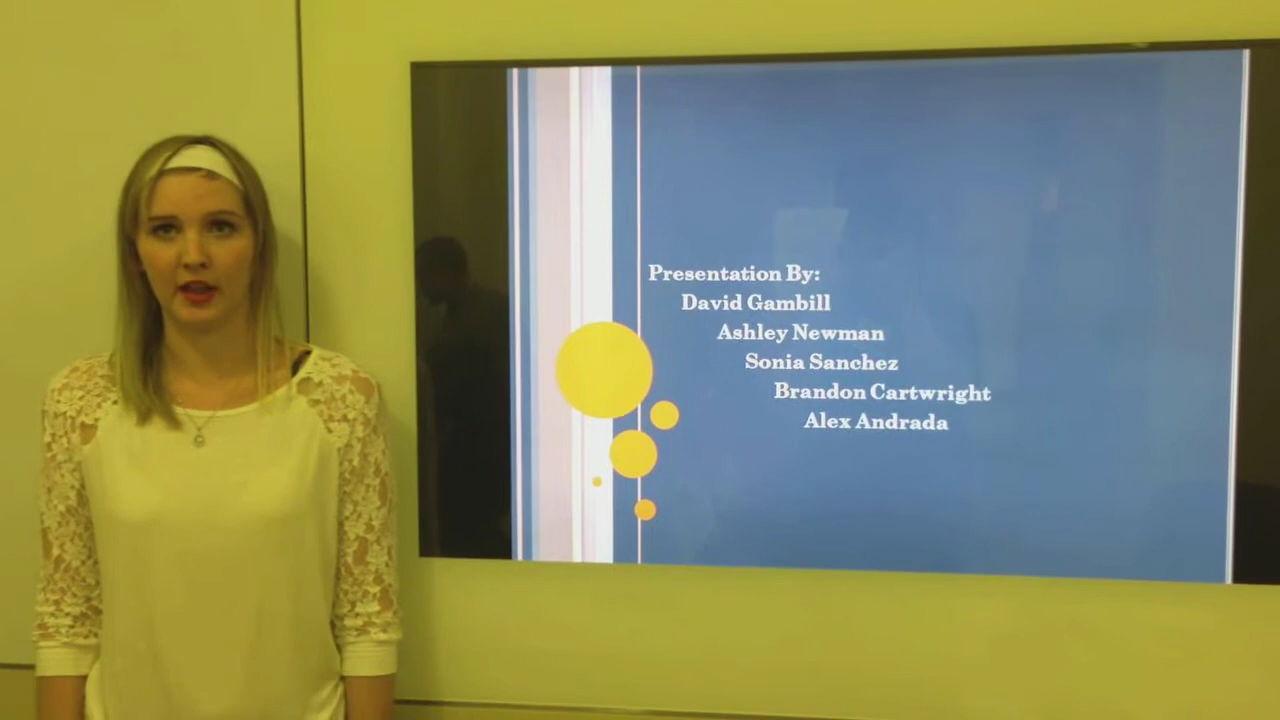 Presentation By:
David Gambill
Ashley Newman
Sonia Sanchez
Brandon Cartwright
Alex Andrada